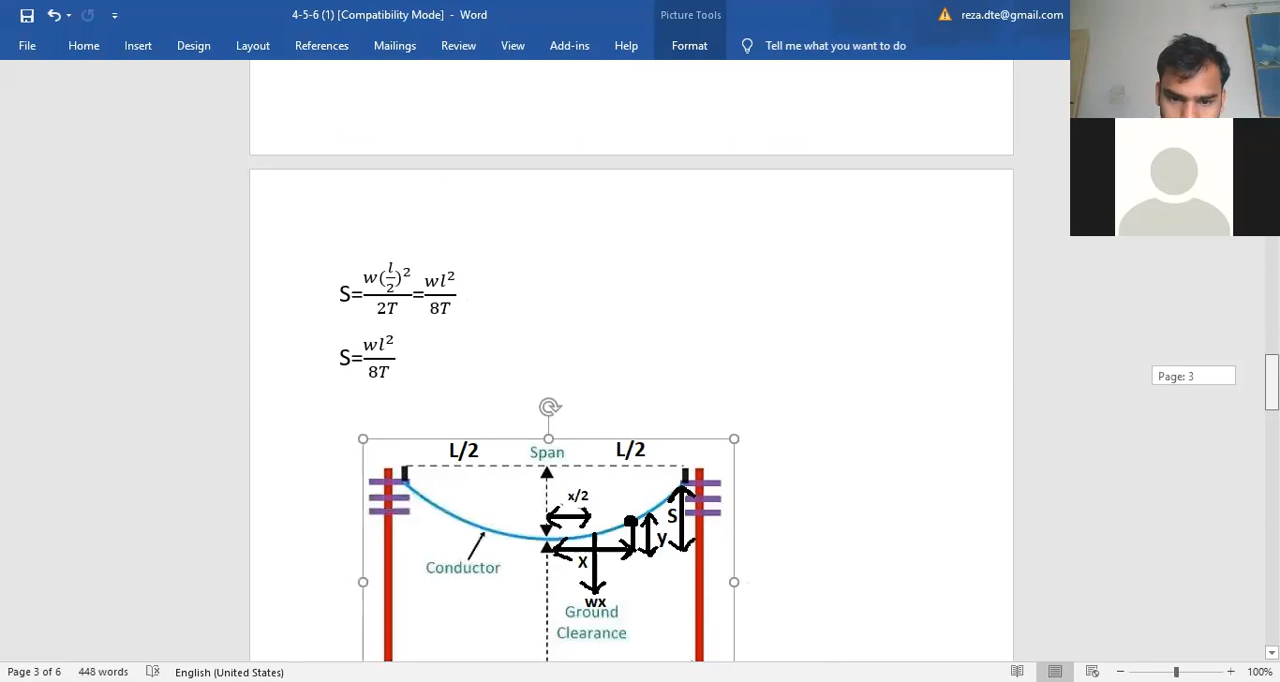 4-5-6 (1) [Compatibility Mode] - Word
Picture Tools
reza.dte@gmail.com
File Home Insert Design Layout References Mailings Review View Add-ins Help Format Tell me what you want to do
S=w(l/2)²/2T=wl²/8T
S=wl²/8T
Page: 3
L/2 Span L/2
x/2
S
y
X
Conductor
wx
Ground
Clearance
Page 3 of 6 448 words English (United States) 100%